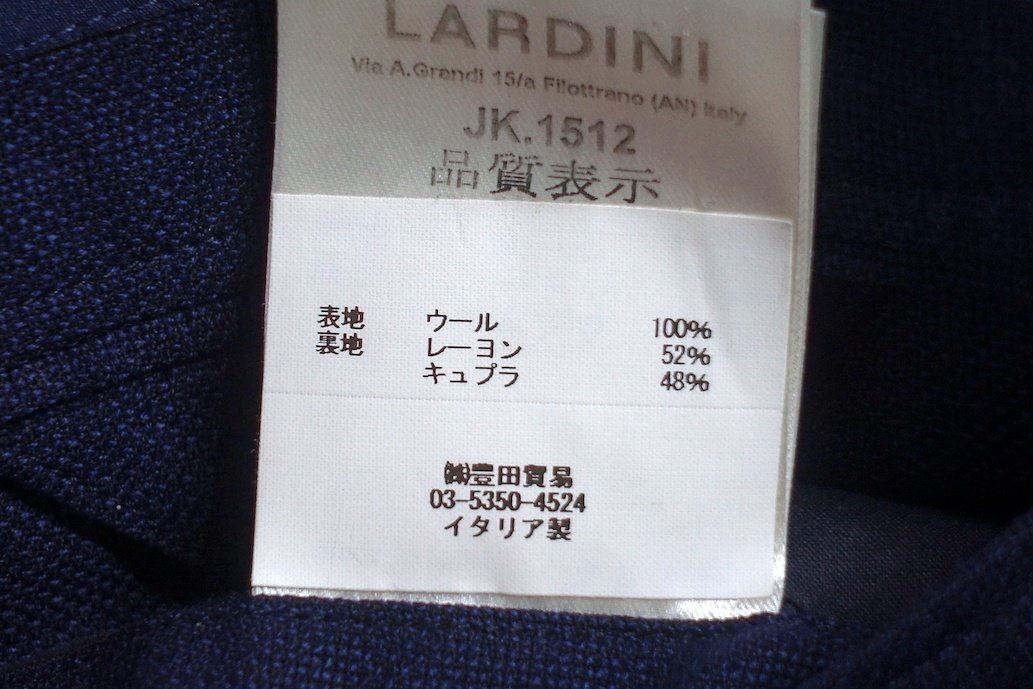 LARDINI
Via A.Grandi 15/a Filottrano (AN) Italy
JK.1512
品質表示
表地 ウール 100%
裏地 レーヨン 52%
キュプラ 48%
㈱豊田貿易
03-5350-4524
イタリア製